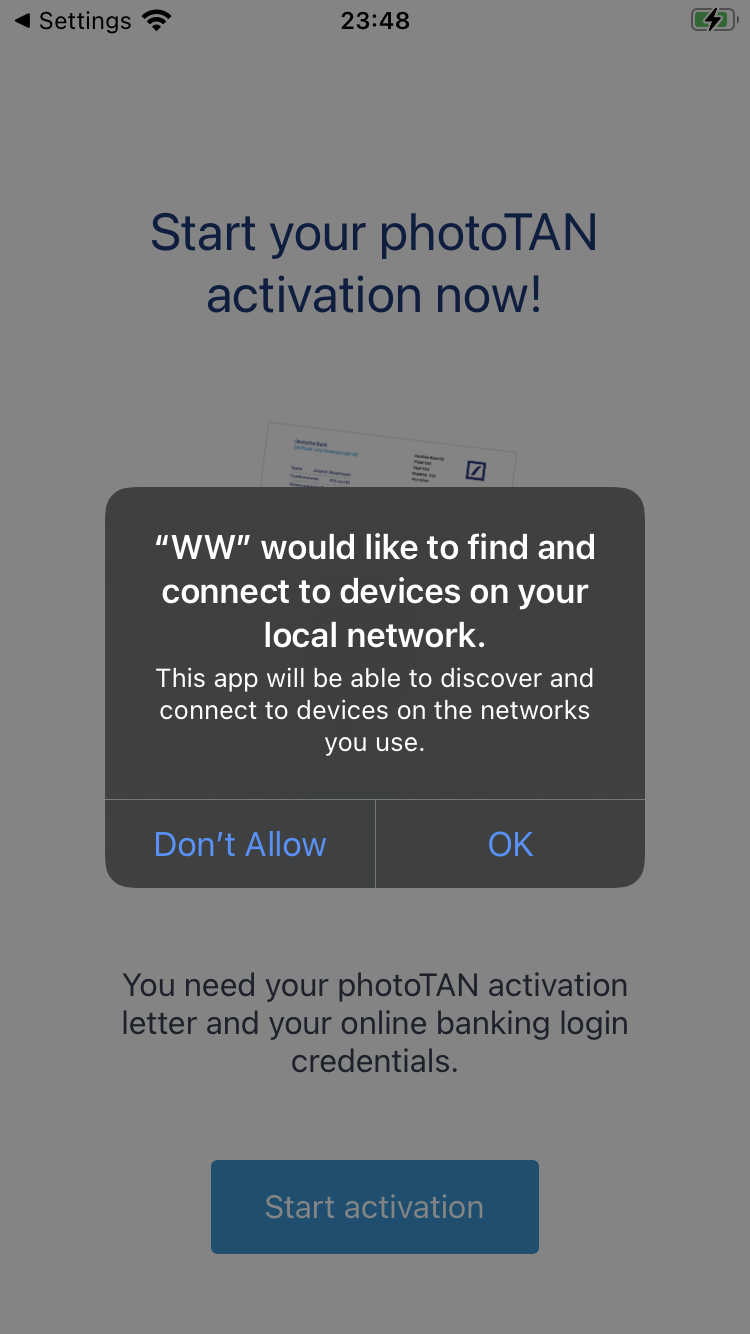 ◀ Settings
23:48
Start your photoTAN
activation now!
Deutsche Bank
“WW” would like to find and
connect to devices on your
local network.
This app will be able to discover and
connect to devices on the networks
you use.
Don’t Allow
OK
You need your photoTAN activation
letter and your online banking login
credentials.
Start activation